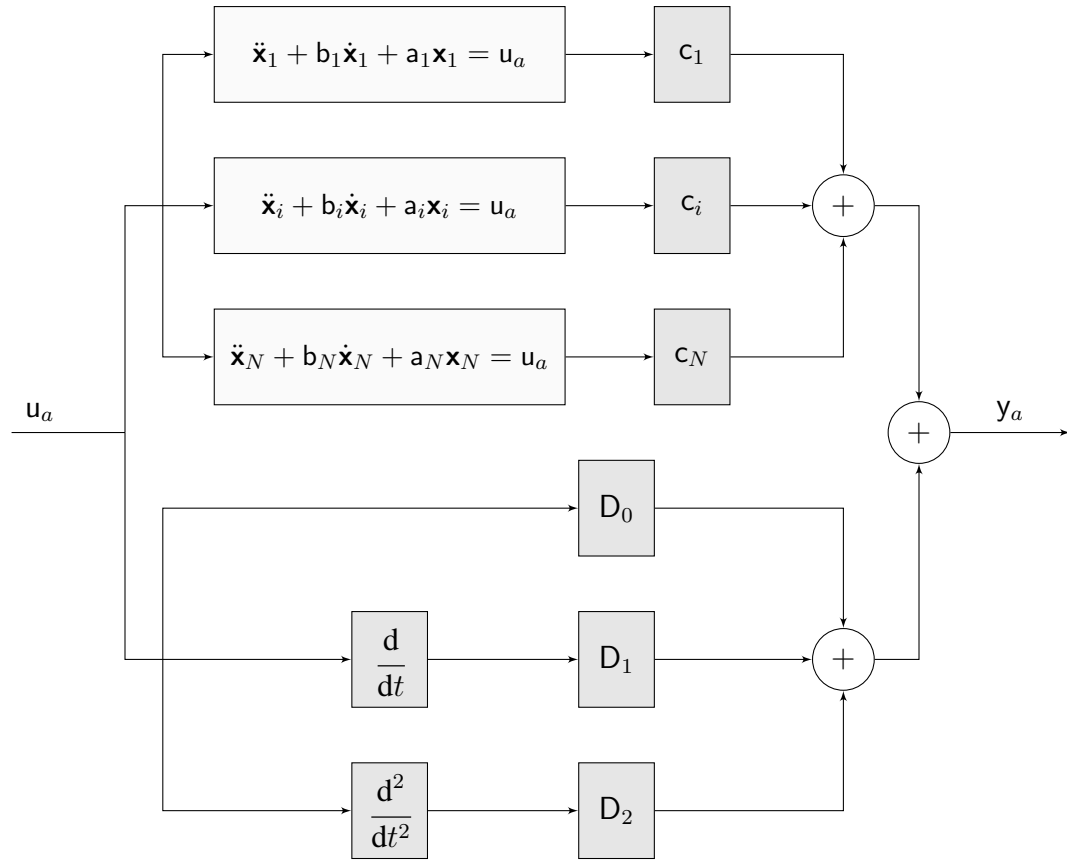 ẍ₁ + b₁ẋ₁ + a₁x₁ = uₐ
c₁
ẍᵢ + bᵢẋᵢ + aᵢxᵢ = uₐ
cᵢ
+
ẍ_N + b_Nẋ_N + a_Nx_N = uₐ
c_N
uₐ
+
yₐ
D₀
d/dt
D₁
+
d²/dt²
D₂